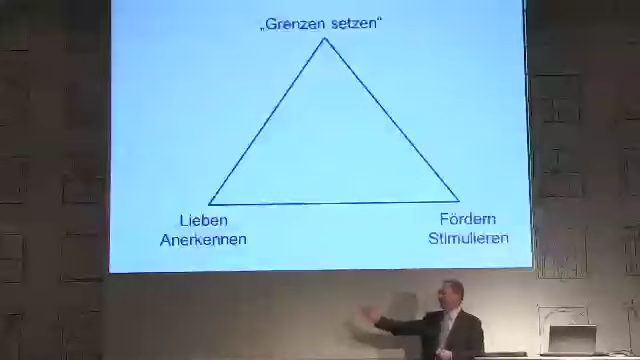 „Grenzen setzen“
Lieben
Anerkennen
Fördern
Stimulieren